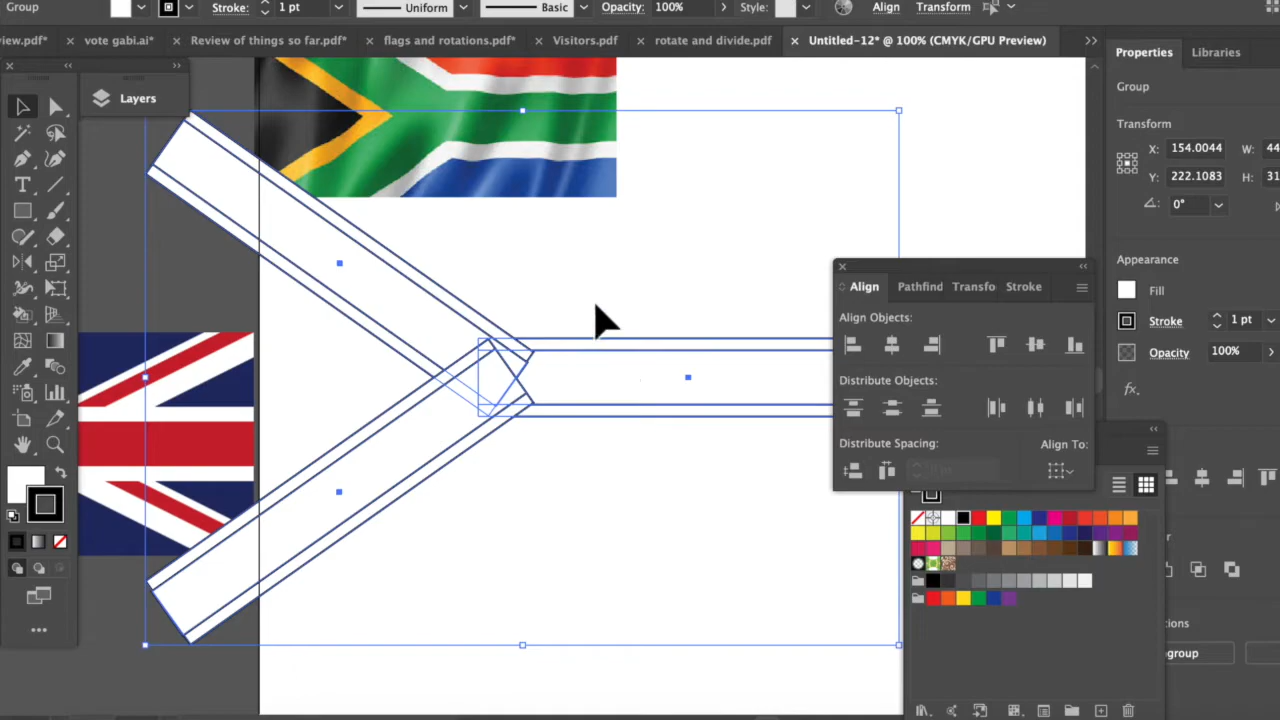 Group
Stroke:
1 pt
Uniform
Basic
Opacity:
100%
Style:
Align
Transform
view.pdf*
vote gabi.ai*
Review of things so far.pdf*
flags and rotations.pdf*
Visitors.pdf
rotate and divide.pdf
Untitled-12* @ 100% (CMYK/GPU Preview)
Layers
Properties
Libraries
Group
Transform
X:
154.0044
W:
44
Y:
222.1083
H:
31
0°
Appearance
Fill
Stroke
1 pt
Opacity
100%
Align
Pathfind
Transfo
Stroke
Align Objects:
Distribute Objects:
Distribute Spacing:
Align To: